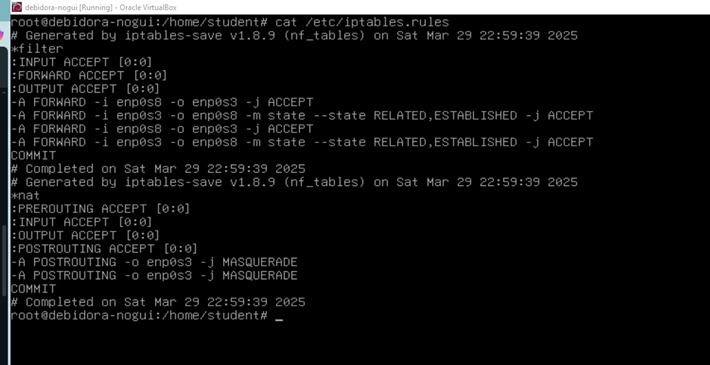 debidora-nogui [Running] - Oracle VirtualBox
root@debidora-nogui:/home/student# cat /etc/iptables.rules
# Generated by iptables-save v1.8.9 (nf_tables) on Sat Mar 29 22:59:39 2025
*filter
:INPUT ACCEPT [0:0]
:FORWARD ACCEPT [0:0]
:OUTPUT ACCEPT [0:0]
-A FORWARD -i enp0s8 -o enp0s3 -j ACCEPT
-A FORWARD -i enp0s3 -o enp0s8 -m state --state RELATED,ESTABLISHED -j ACCEPT
-A FORWARD -i enp0s8 -o enp0s3 -j ACCEPT
-A FORWARD -i enp0s3 -o enp0s8 -m state --state RELATED,ESTABLISHED -j ACCEPT
COMMIT
# Completed on Sat Mar 29 22:59:39 2025
# Generated by iptables-save v1.8.9 (nf_tables) on Sat Mar 29 22:59:39 2025
*nat
:PREROUTING ACCEPT [0:0]
:INPUT ACCEPT [0:0]
:OUTPUT ACCEPT [0:0]
:POSTROUTING ACCEPT [0:0]
-A POSTROUTING -o enp0s3 -j MASQUERADE
-A POSTROUTING -o enp0s3 -j MASQUERADE
COMMIT
# Completed on Sat Mar 29 22:59:39 2025
root@debidora-nogui:/home/student# _